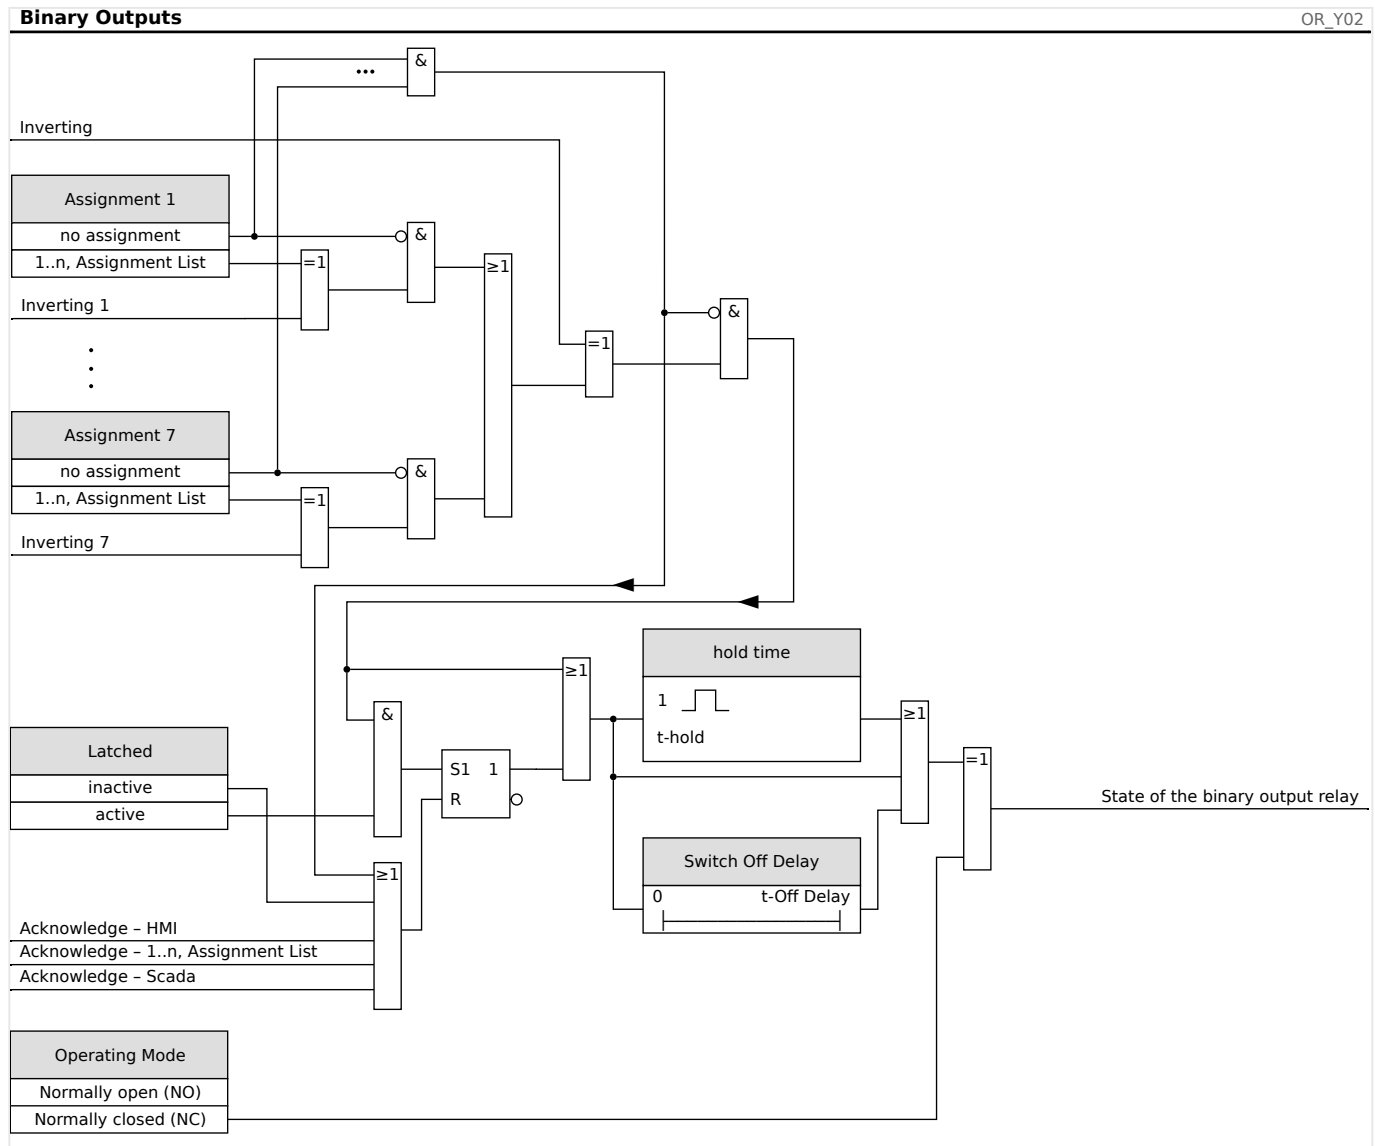 Binary Outputs
OR_Y02
&
...
Inverting
Assignment 1
no assignment
&
1..n, Assignment List
=1
≥1
Inverting 1
&
=1
Assignment 7
no assignment
&
1..n, Assignment List
=1
Inverting 7
hold time
≥1
1
&
≥1
t-hold
Latched
=1
S1 1
inactive
R
State of the binary output relay
active
Switch Off Delay
≥1
0 t-Off Delay
Acknowledge – HMI
Acknowledge – 1..n, Assignment List
Acknowledge – Scada
Operating Mode
Normally open (NO)
Normally closed (NC)